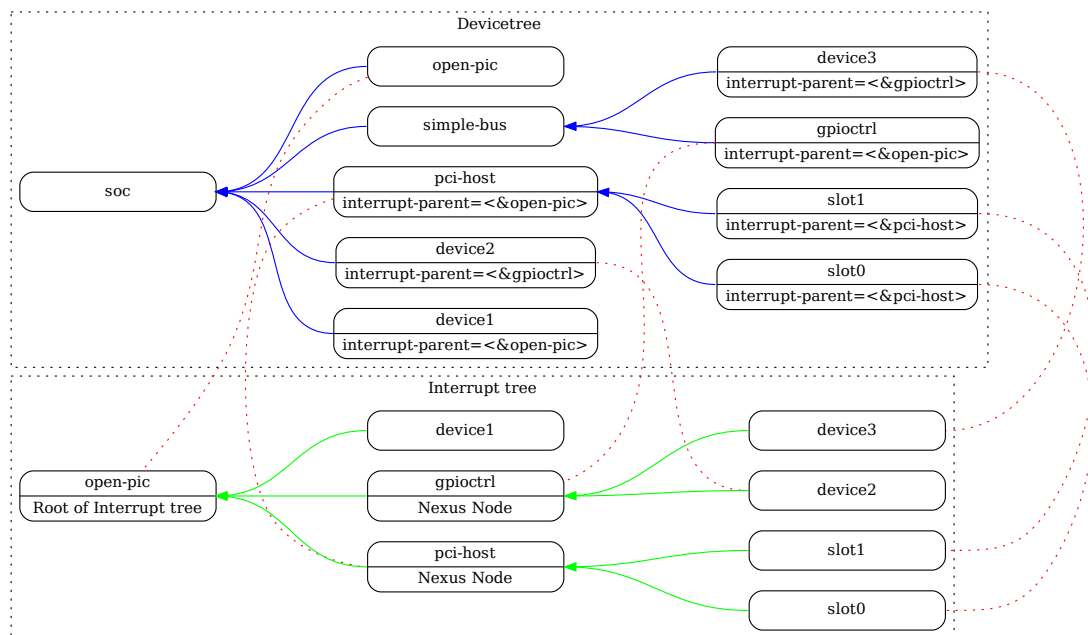 Devicetree
open-pic
device3
interrupt-parent=<&gpioctrl>
simple-bus
gpioctrl
interrupt-parent=<&open-pic>
soc
pci-host
interrupt-parent=<&open-pic>
slot1
interrupt-parent=<&pci-host>
device2
interrupt-parent=<&gpioctrl>
slot0
interrupt-parent=<&pci-host>
device1
interrupt-parent=<&open-pic>
Interrupt tree
device1
device3
open-pic
Root of Interrupt tree
gpioctrl
Nexus Node
device2
pci-host
Nexus Node
slot1
slot0